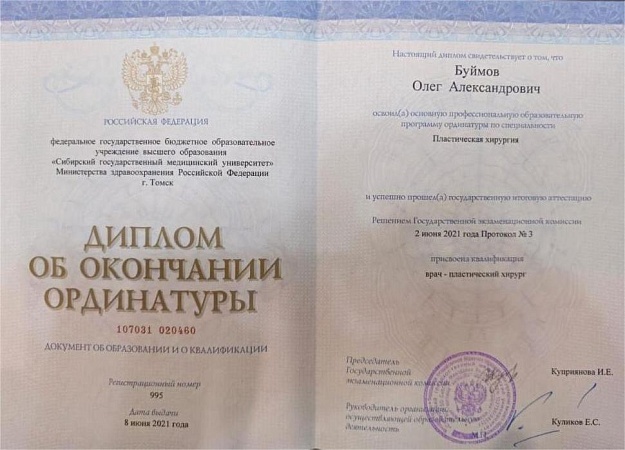 РОССИЙСКАЯ ФЕДЕРАЦИЯ
федеральное государственное бюджетное образовательное
учреждение высшего образования
«Сибирский государственный медицинский университет»
Министерства здравоохранения Российской Федерации
г. Томск
ДИПЛОМ
ОБ ОКОНЧАНИИ
ОРДИНАТУРЫ
107031 020460
ДОКУМЕНТ ОБ ОБРАЗОВАНИИ И О КВАЛИФИКАЦИИ
Регистрационный номер
995
Дата выдачи
8 июня 2021 года
Настоящий диплом свидетельствует о том, что
Буймов
Олег Александрович
освоил(а) основную профессиональную образовательную
программу ординатуры по специальности
Пластическая хирургия
и успешно прошел(а) государственную итоговую аттестацию
Решением Государственной экзаменационной комиссии
2 июня 2021 года Протокол № 3
присвоена квалификация
врач - пластический хирург
Председатель
Государственной
экзаменационной комиссии
Куприянова И.Е.
Руководитель организации,
осуществляющей образовательную
деятельность
М.П.
Куликов Е.С.